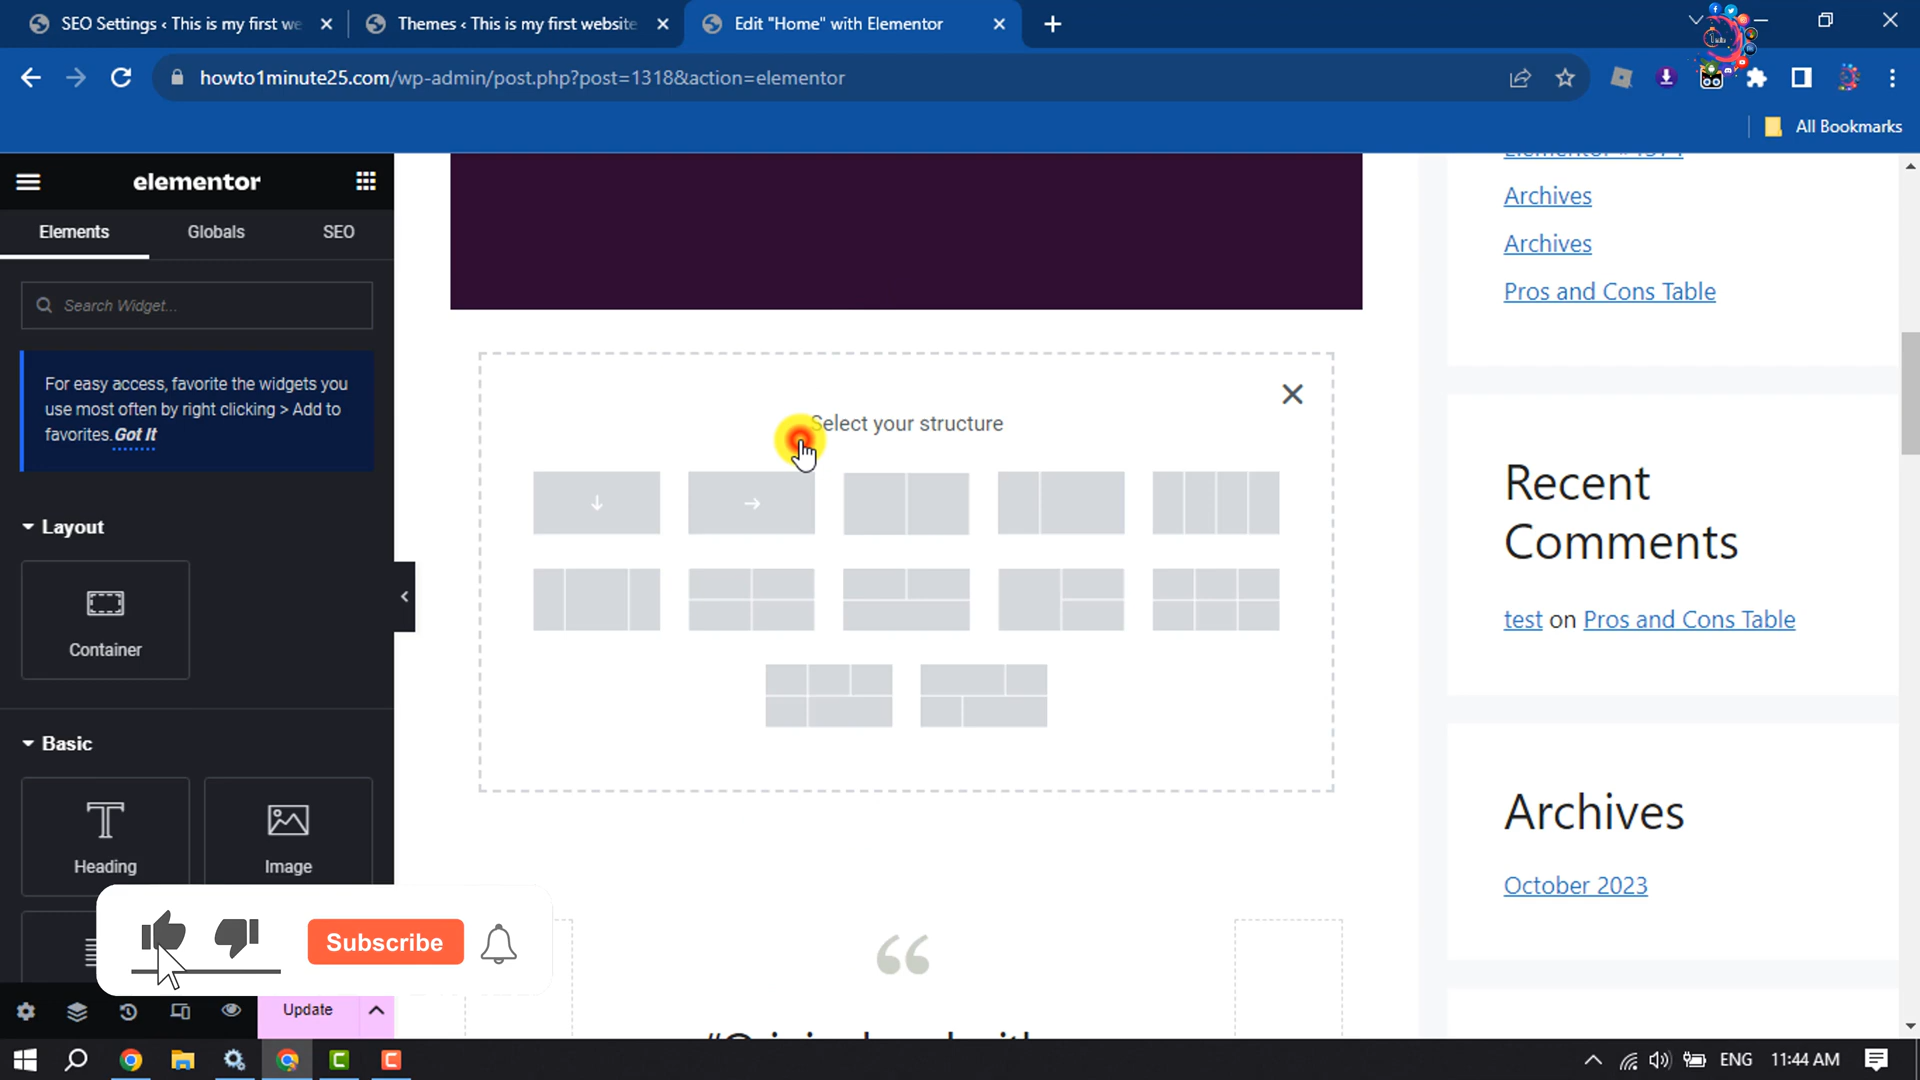 SEO Settings ‹ This is my first we
Themes ‹ This is my first website
Edit "Home" with Elementor
howto1minute25.com/wp-admin/post.php?post=1318&action=elementor
All Bookmarks
elementor
Elements
Globals
SEO
Search Widget...
For easy access, favorite the widgets you
use most often by right clicking > Add to
favorites. Got It
Layout
Container
Basic
Heading
Image
Subscribe
Update
Select your structure
“
Archives
Archives
Pros and Cons Table
Recent
Comments
test on Pros and Cons Table
Archives
October 2023
ENG
11:44 AM